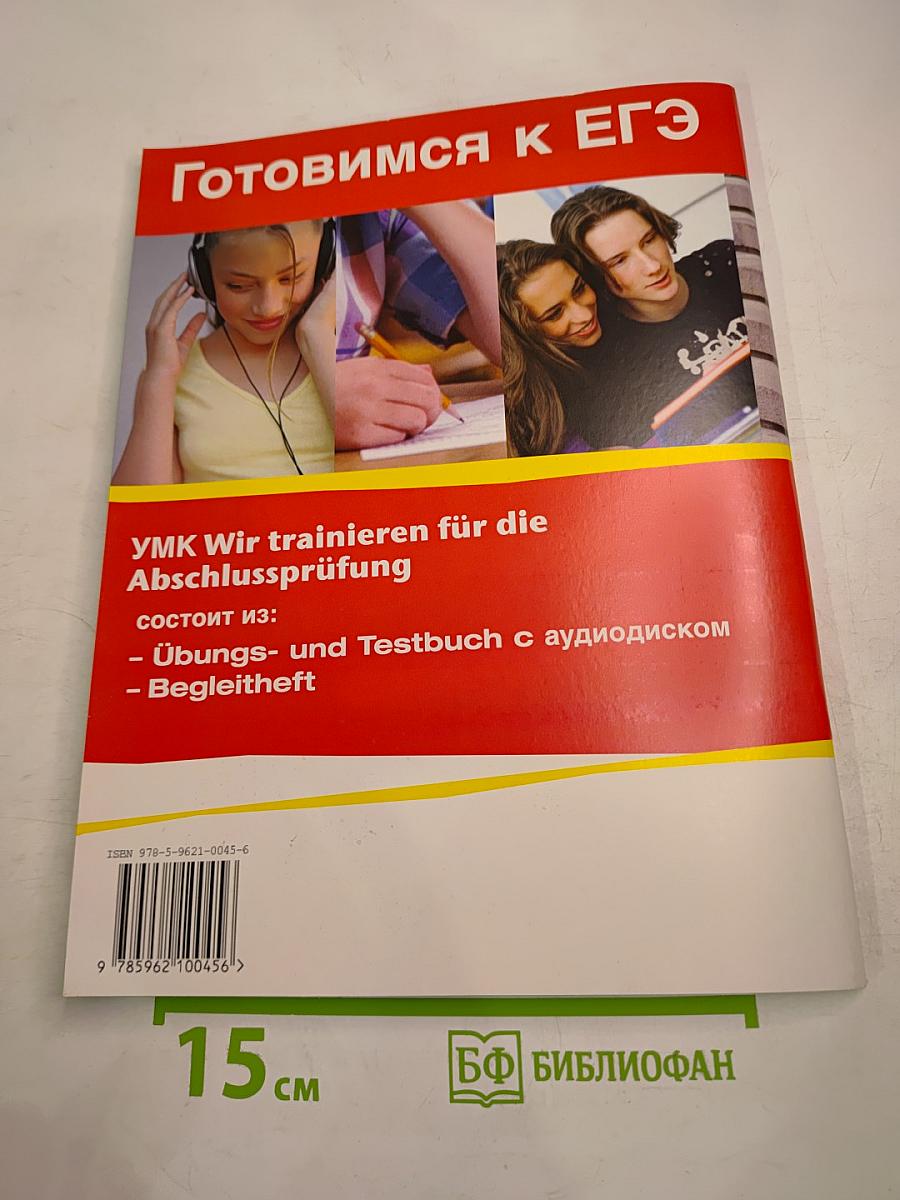 Готовимся к ЕГЭ
УМК Wir trainieren für die
Abschlussprüfung
состоит из:
– Übungs- und Testbuch с аудиодиском
– Begleitheft
ISBN 978-5-9621-0045-6
9 785962 100456 >
15 см
БФ БИБЛИОФАН